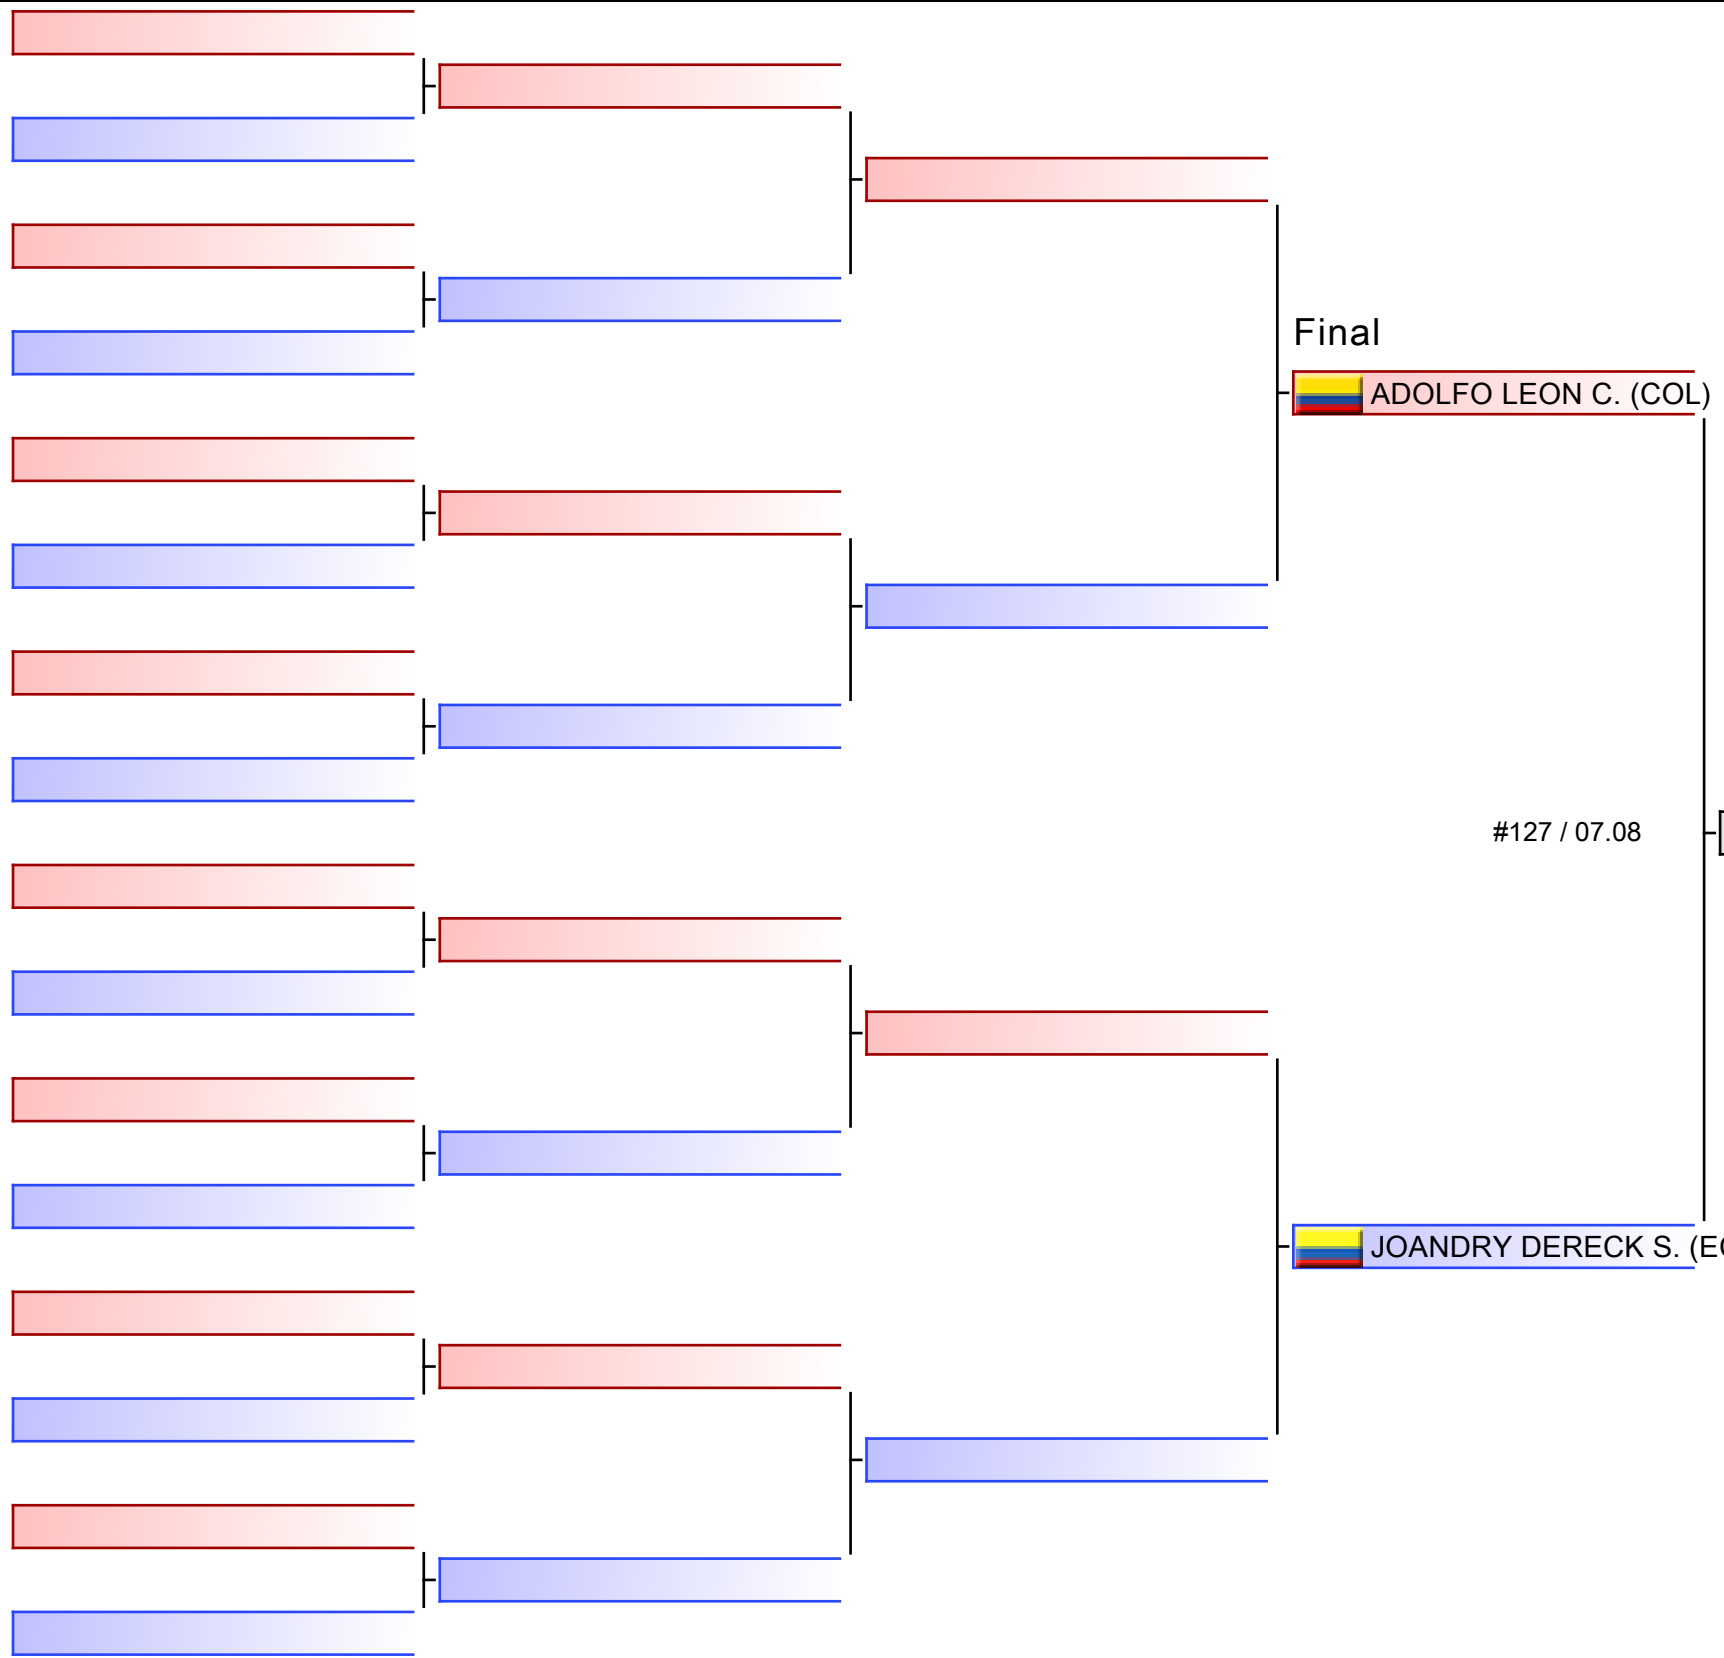 Final
ADOLFO LEON C. (COL)
#127 / 07.08
JOANDRY DERECK S.